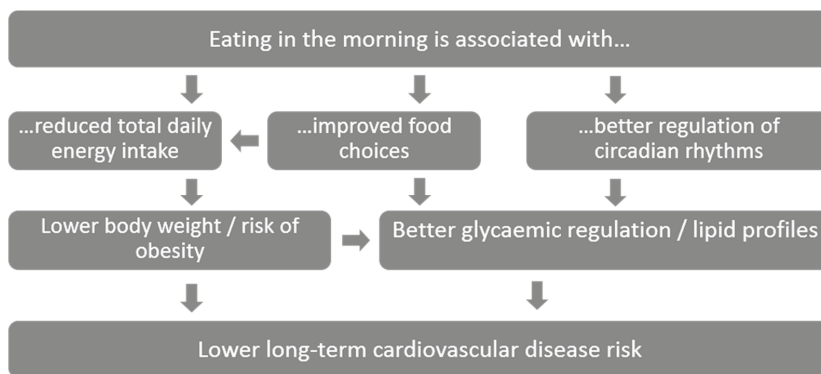 Eating in the morning is associated with…
…reduced total daily
energy intake
…improved food
choices
…better regulation of
circadian rhythms
Lower body weight / risk of
obesity
Better glycaemic regulation / lipid profiles
Lower long-term cardiovascular disease risk